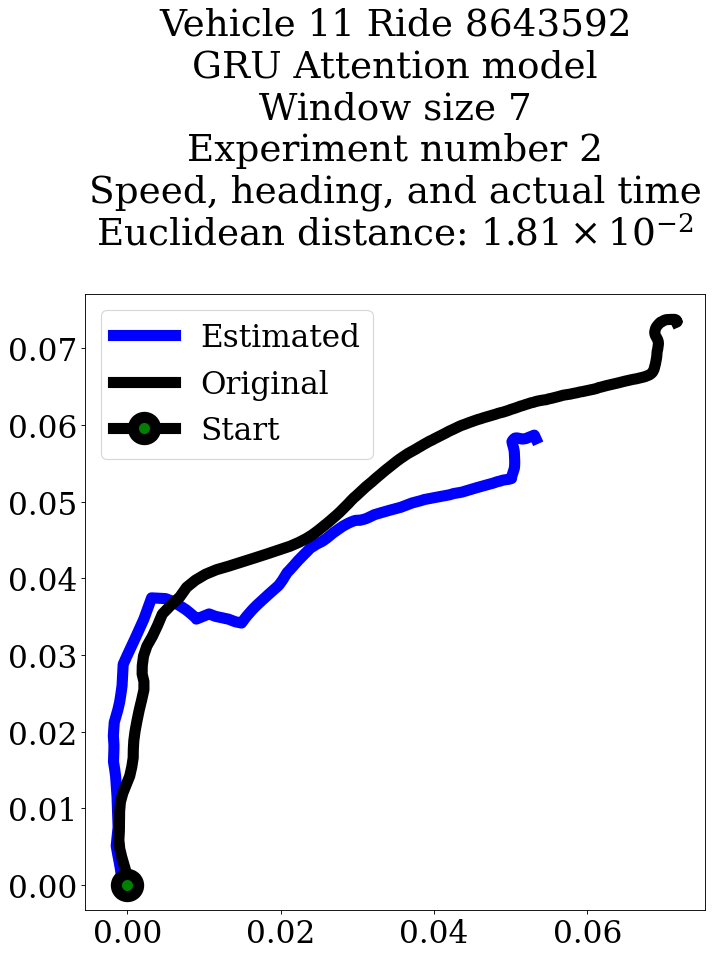 Vehicle 11 Ride 8643592
GRU Attention model
Window size 7
Experiment number 2
Speed, heading, and actual time
Euclidean distance: 1.81 × 10⁻²
Estimated
Original
Start
0.07
0.06
0.05
0.04
0.03
0.02
0.01
0.00
0.00 0.02 0.04 0.06